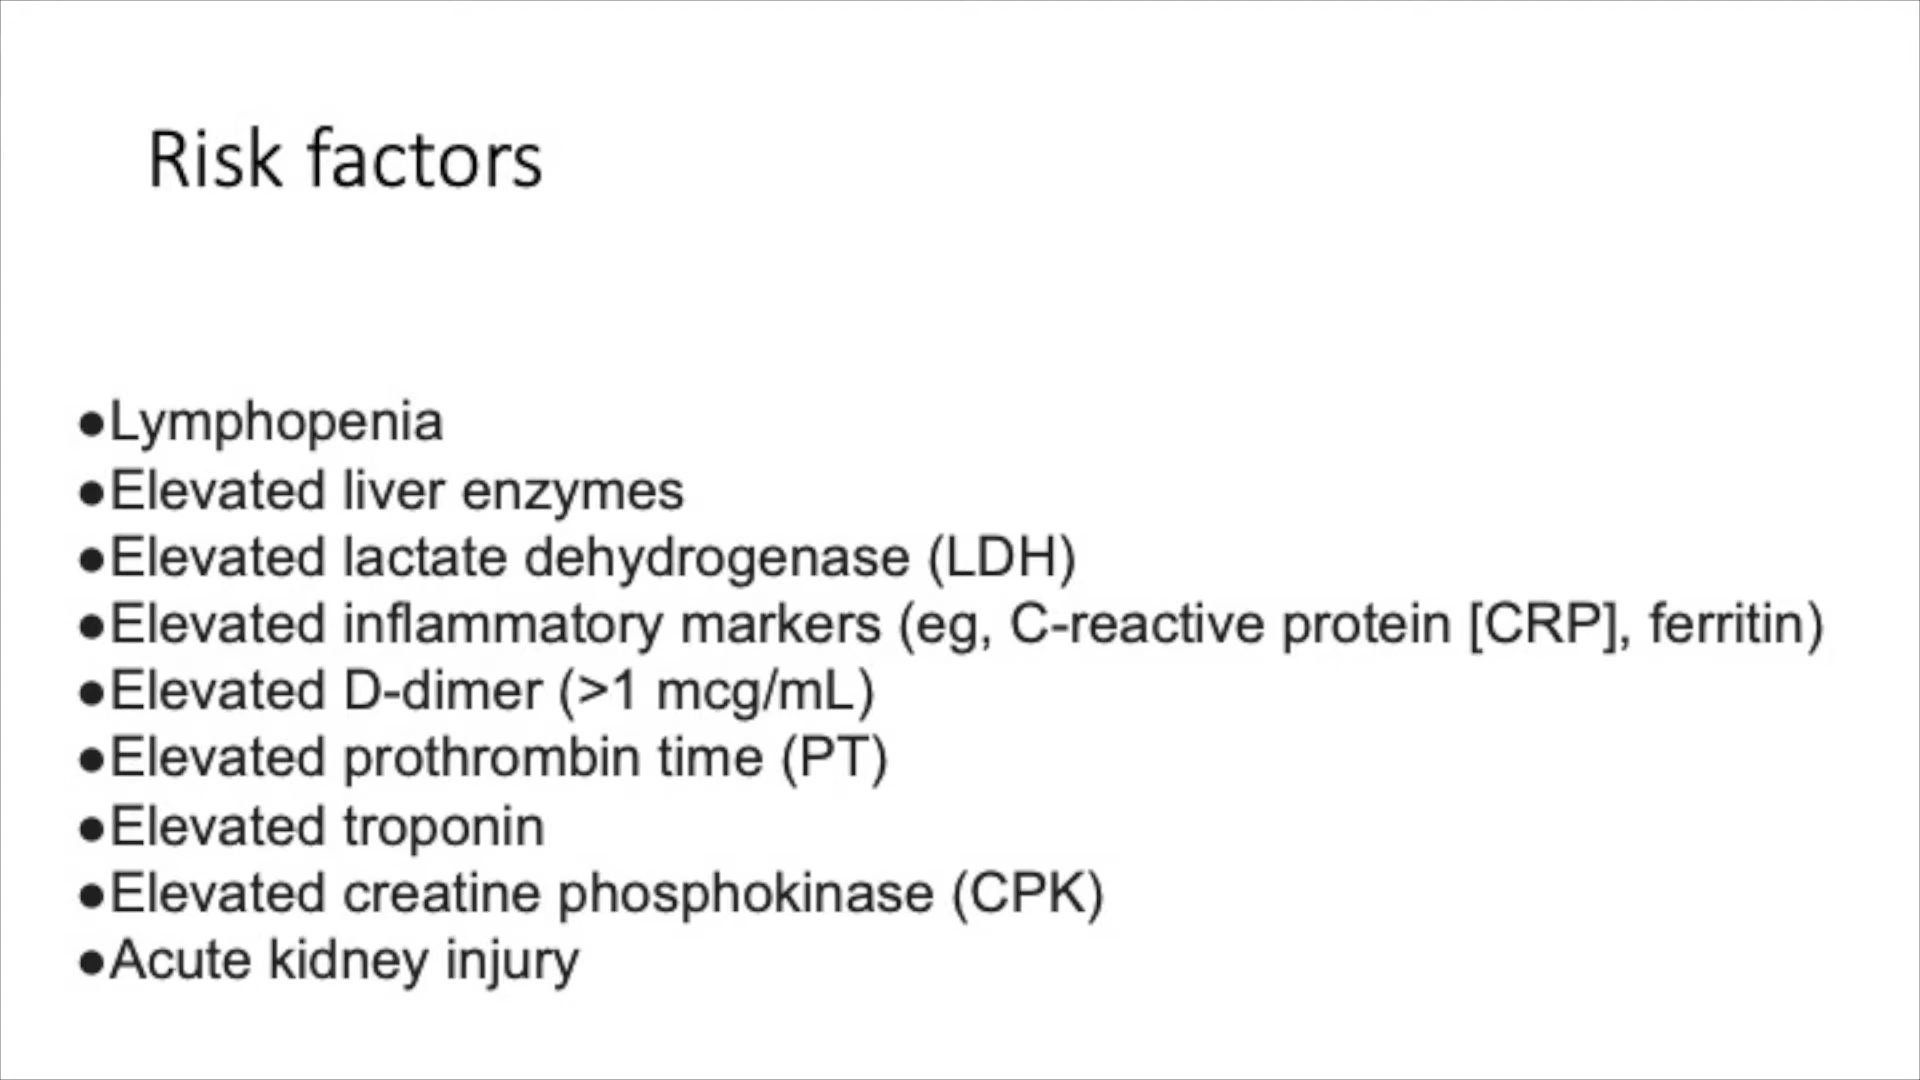 Risk factors
●Lymphopenia
●Elevated liver enzymes
●Elevated lactate dehydrogenase (LDH)
●Elevated inflammatory markers (eg, C-reactive protein [CRP], ferritin)
●Elevated D-dimer (>1 mcg/mL)
●Elevated prothrombin time (PT)
●Elevated troponin
●Elevated creatine phosphokinase (CPK)
●Acute kidney injury